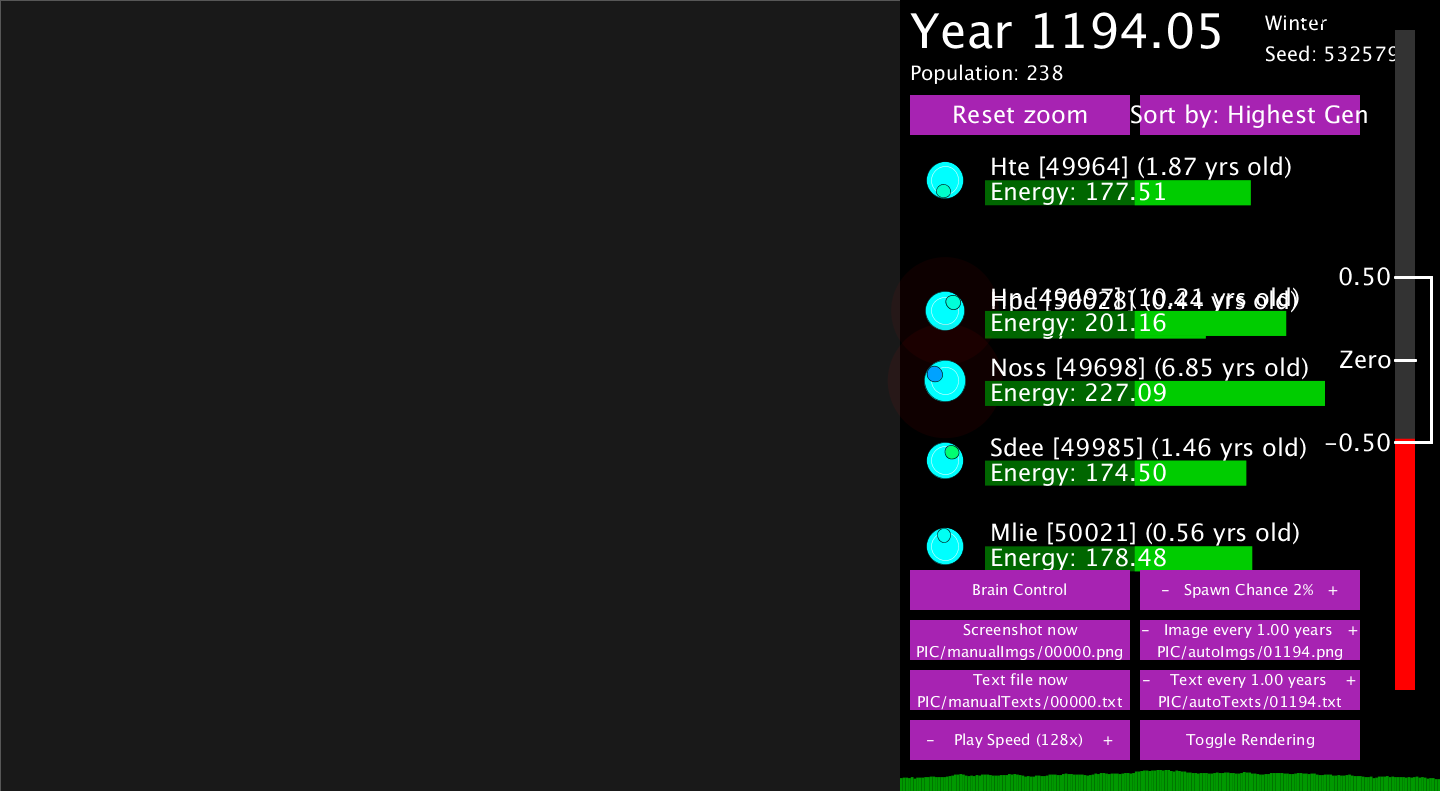 Year 1194.05
Winter
Seed: 532579
Population: 238
Reset zoom
Sort by: Highest Gen
Hte [49964] (1.87 yrs old)
Energy: 177.51
Energy: 201.16
Noss [49698] (6.85 yrs old)
Energy: 227.09
Sdee [49985] (1.46 yrs old)
Energy: 174.50
Mlie [50021] (0.56 yrs old)
Energy: 178.48
0.50
Zero
-0.50
Brain Control
- Spawn Chance 2% +
Screenshot now
PIC/manualImgs/00000.png
- Image every 1.00 years +
PIC/autoImgs/01194.png
Text file now
PIC/manualTexts/00000.txt
- Text every 1.00 years +
PIC/autoTexts/01194.txt
- Play Speed (128x) +
Toggle Rendering